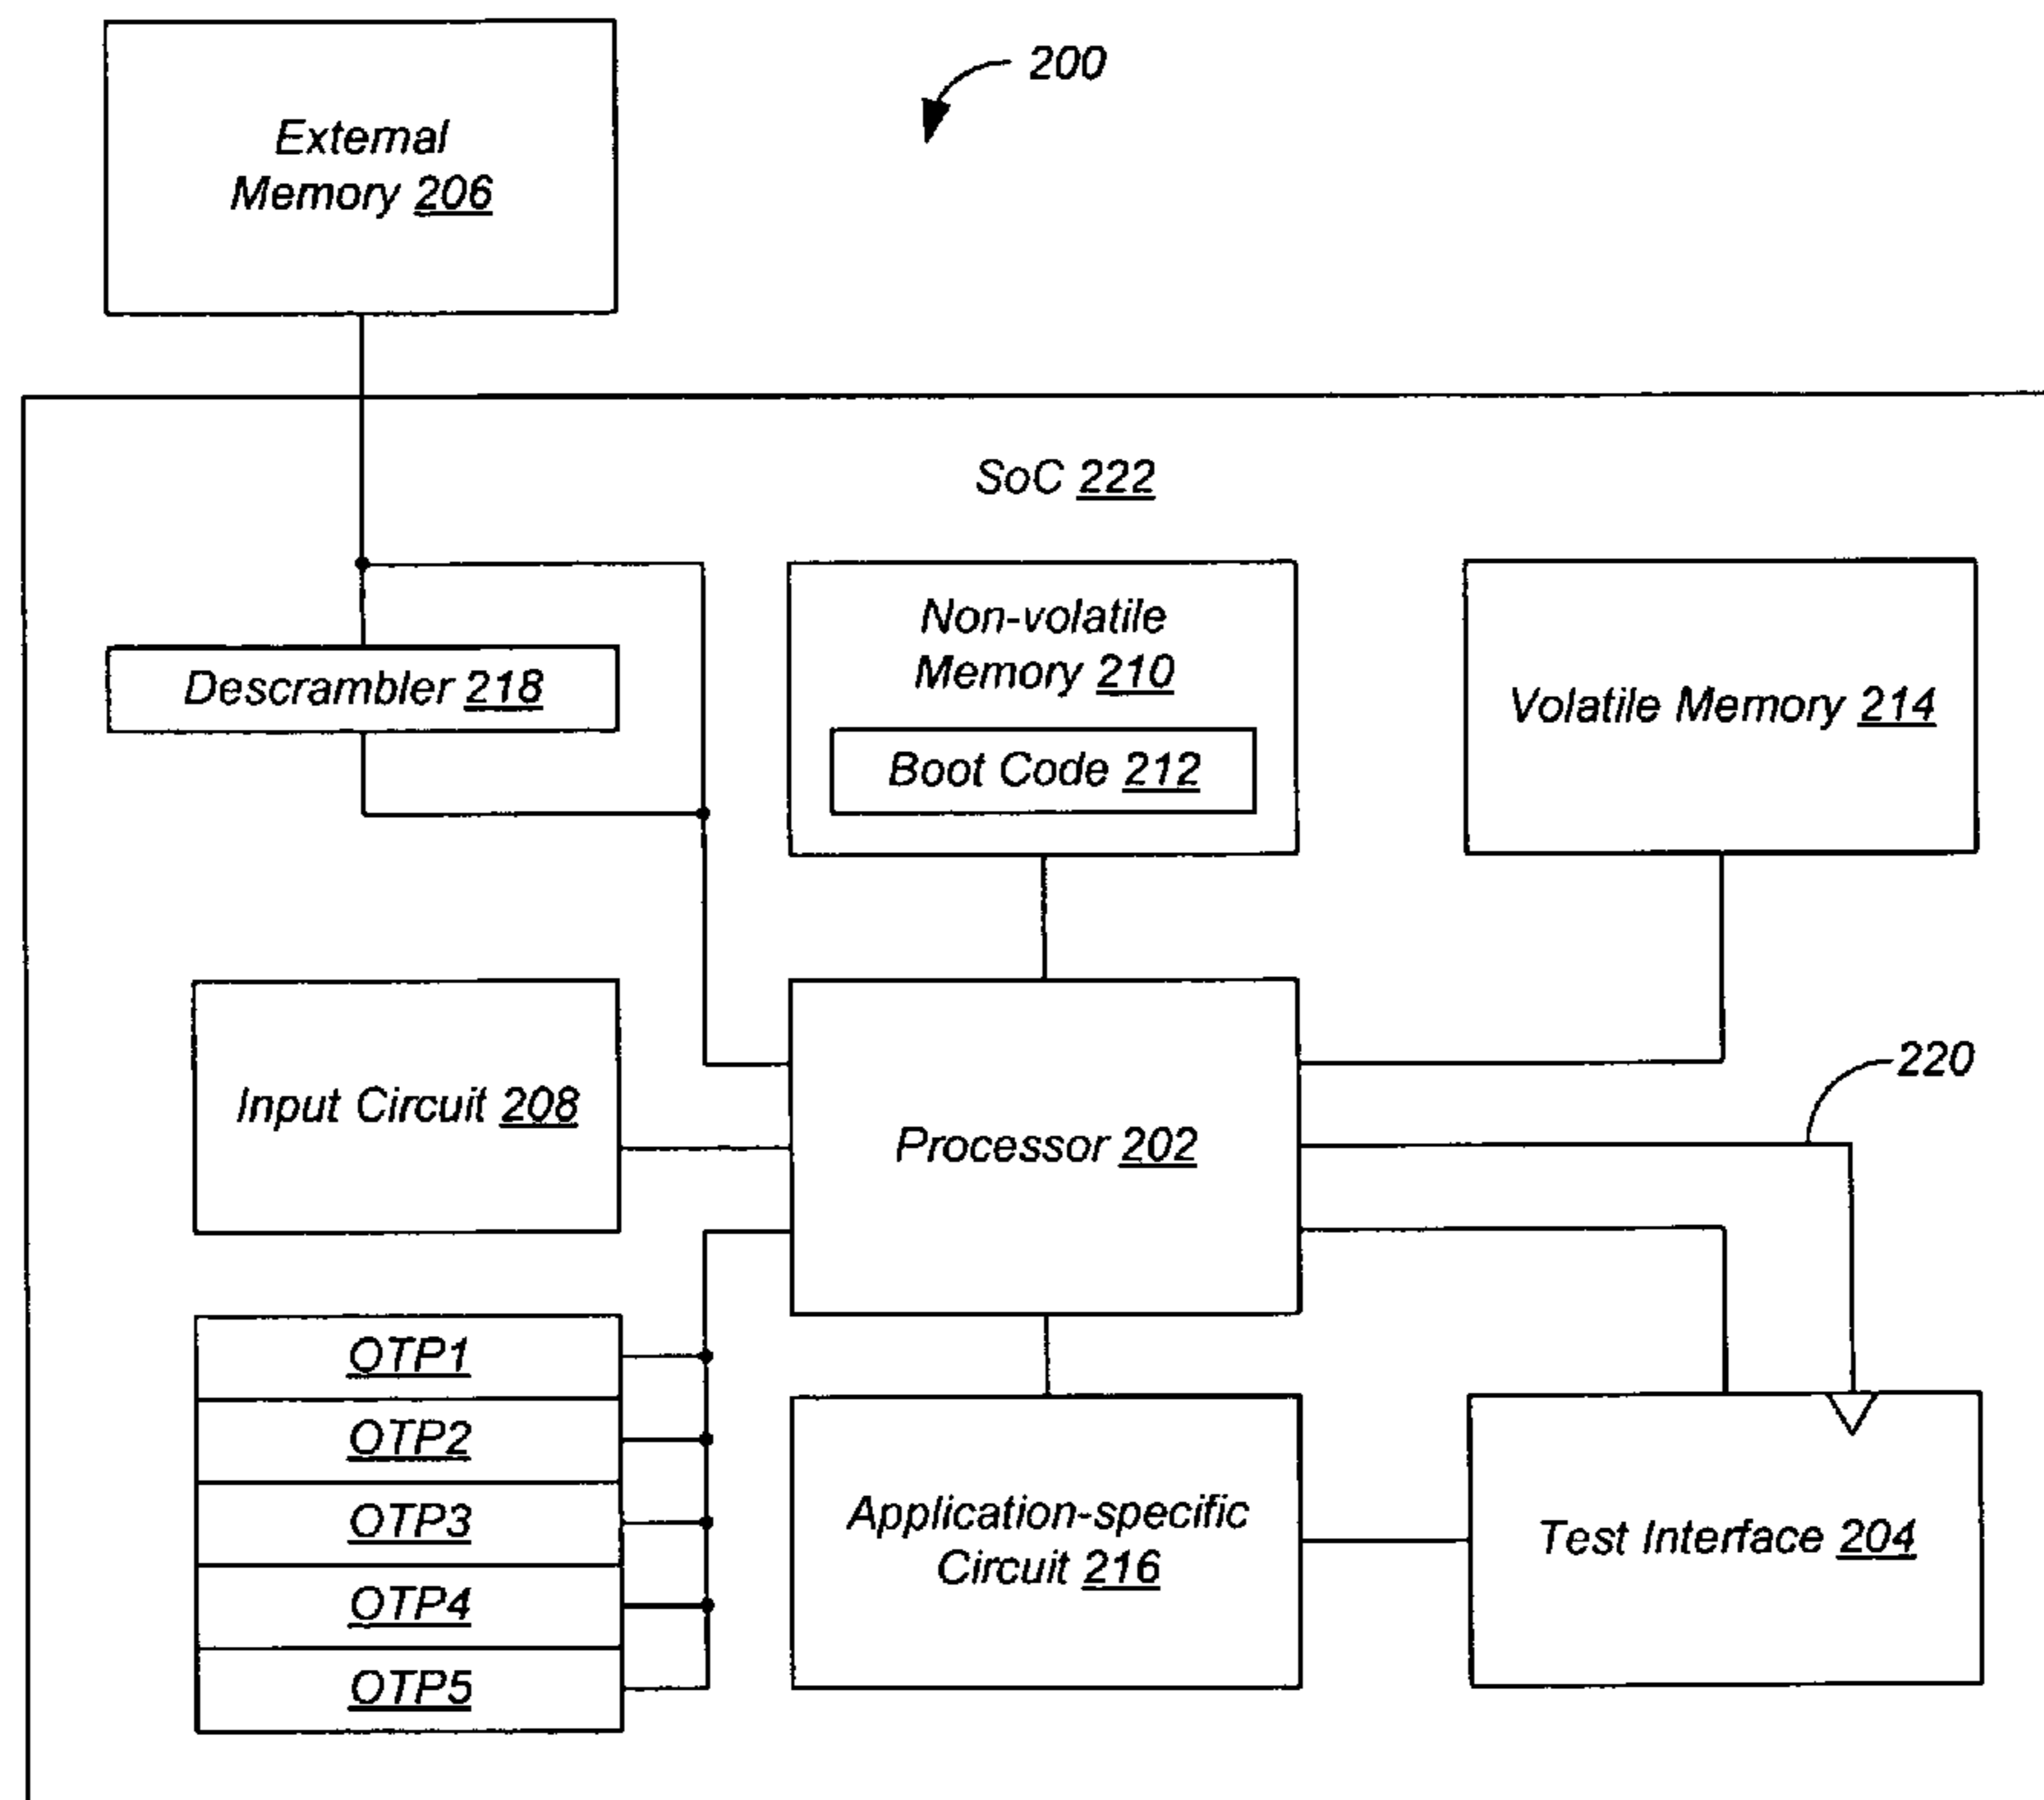 200
External
Memory 206
SoC 222
Non-volatile
Memory 210
Descrambler 218
Volatile Memory 214
Boot Code 212
220
Input Circuit 208
Processor 202
OTP1
OTP2
OTP3
OTP4
OTP5
Application-specific
Circuit 216
Test Interface 204